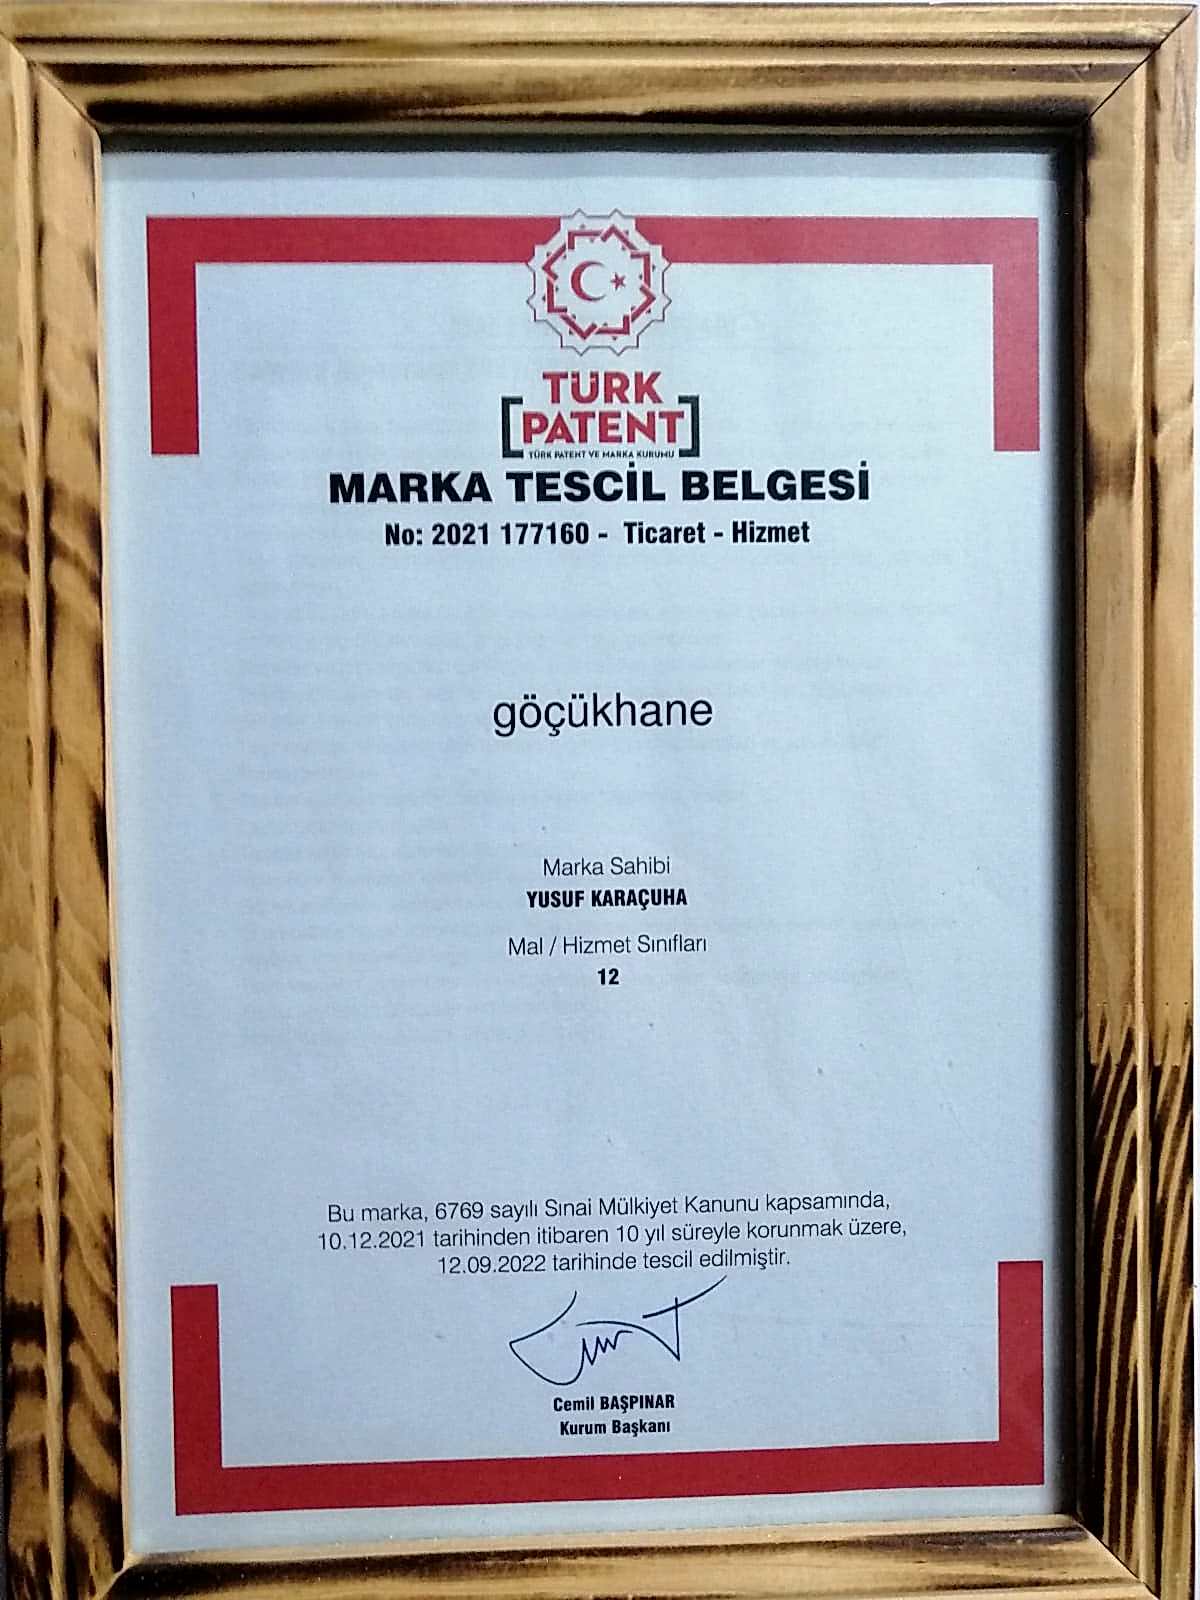 TÜRK
PATENT
TÜRK PATENT VE MARKA KURUMU
MARKA TESCİL BELGESİ
No: 2021 177160 - Ticaret - Hizmet
göçükhane
Marka Sahibi
YUSUF KARAÇUHA
Mal / Hizmet Sınıfları
12
Bu marka, 6769 sayılı Sınai Mülkiyet Kanunu kapsamında,
10.12.2021 tarihinden itibaren 10 yıl süreyle korunmak üzere,
12.09.2022 tarihinde tescil edilmiştir.
Cemil BAŞPINAR
Kurum Başkanı